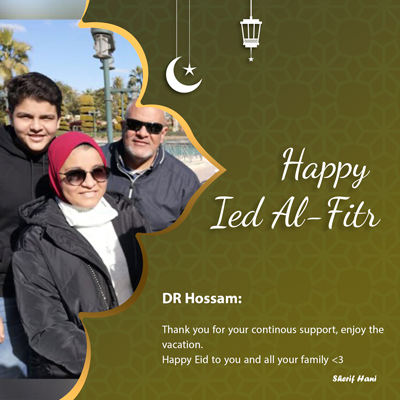 Happy
Ied Al-Fitr
DR Hossam:
Thank you for your continous support, enjoy the
vacation.
Happy Eid to you and all your family <3
Sherif Hani